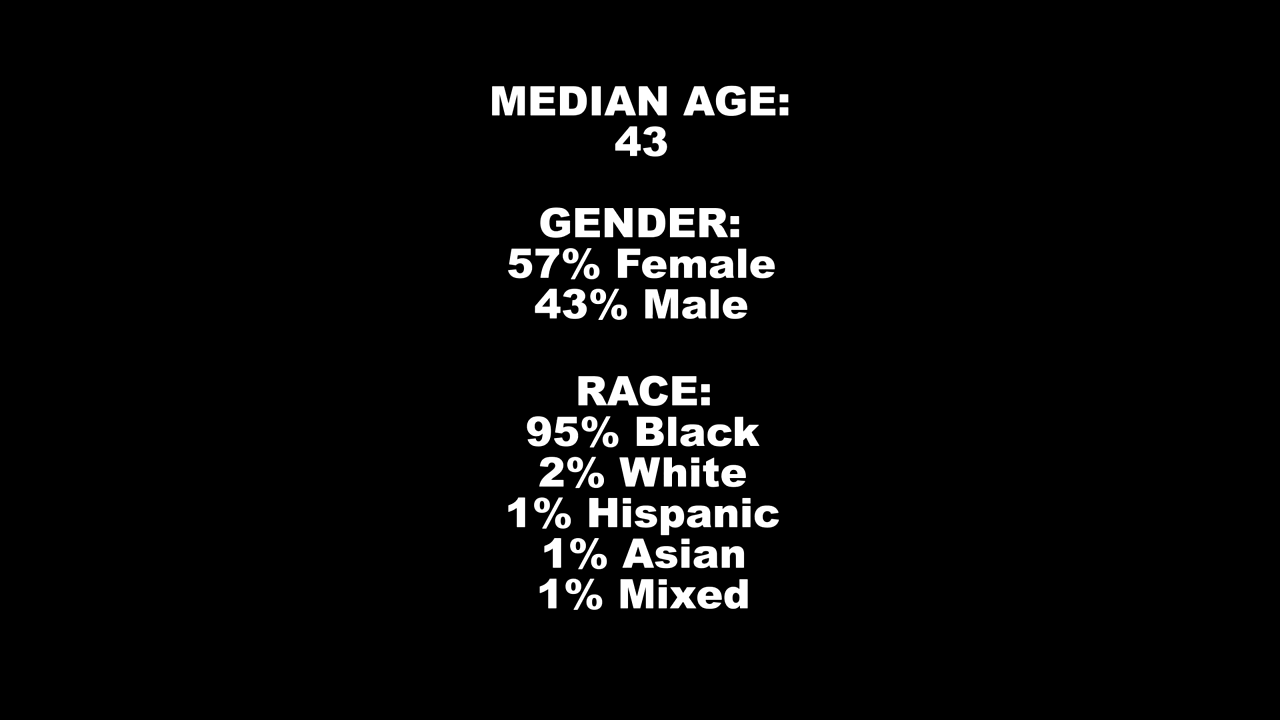 MEDIAN AGE:
43
GENDER:
57% Female
43% Male
RACE:
95% Black
2% White
1% Hispanic
1% Asian
1% Mixed